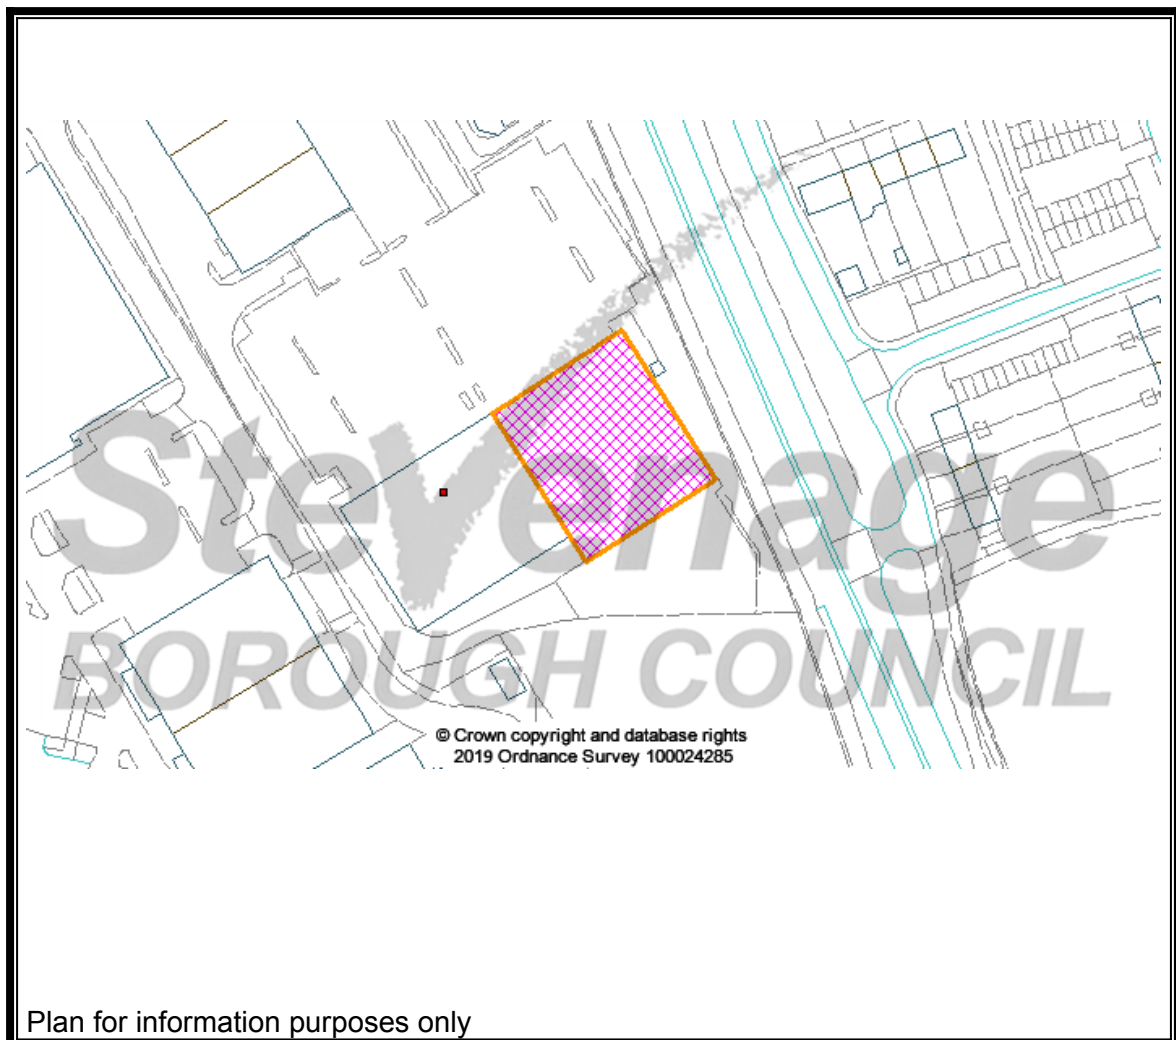 Stevenage
BOROUGH COUNCIL
© Crown copyright and database rights
2019 Ordnance Survey 100024285
Plan for information purposes only